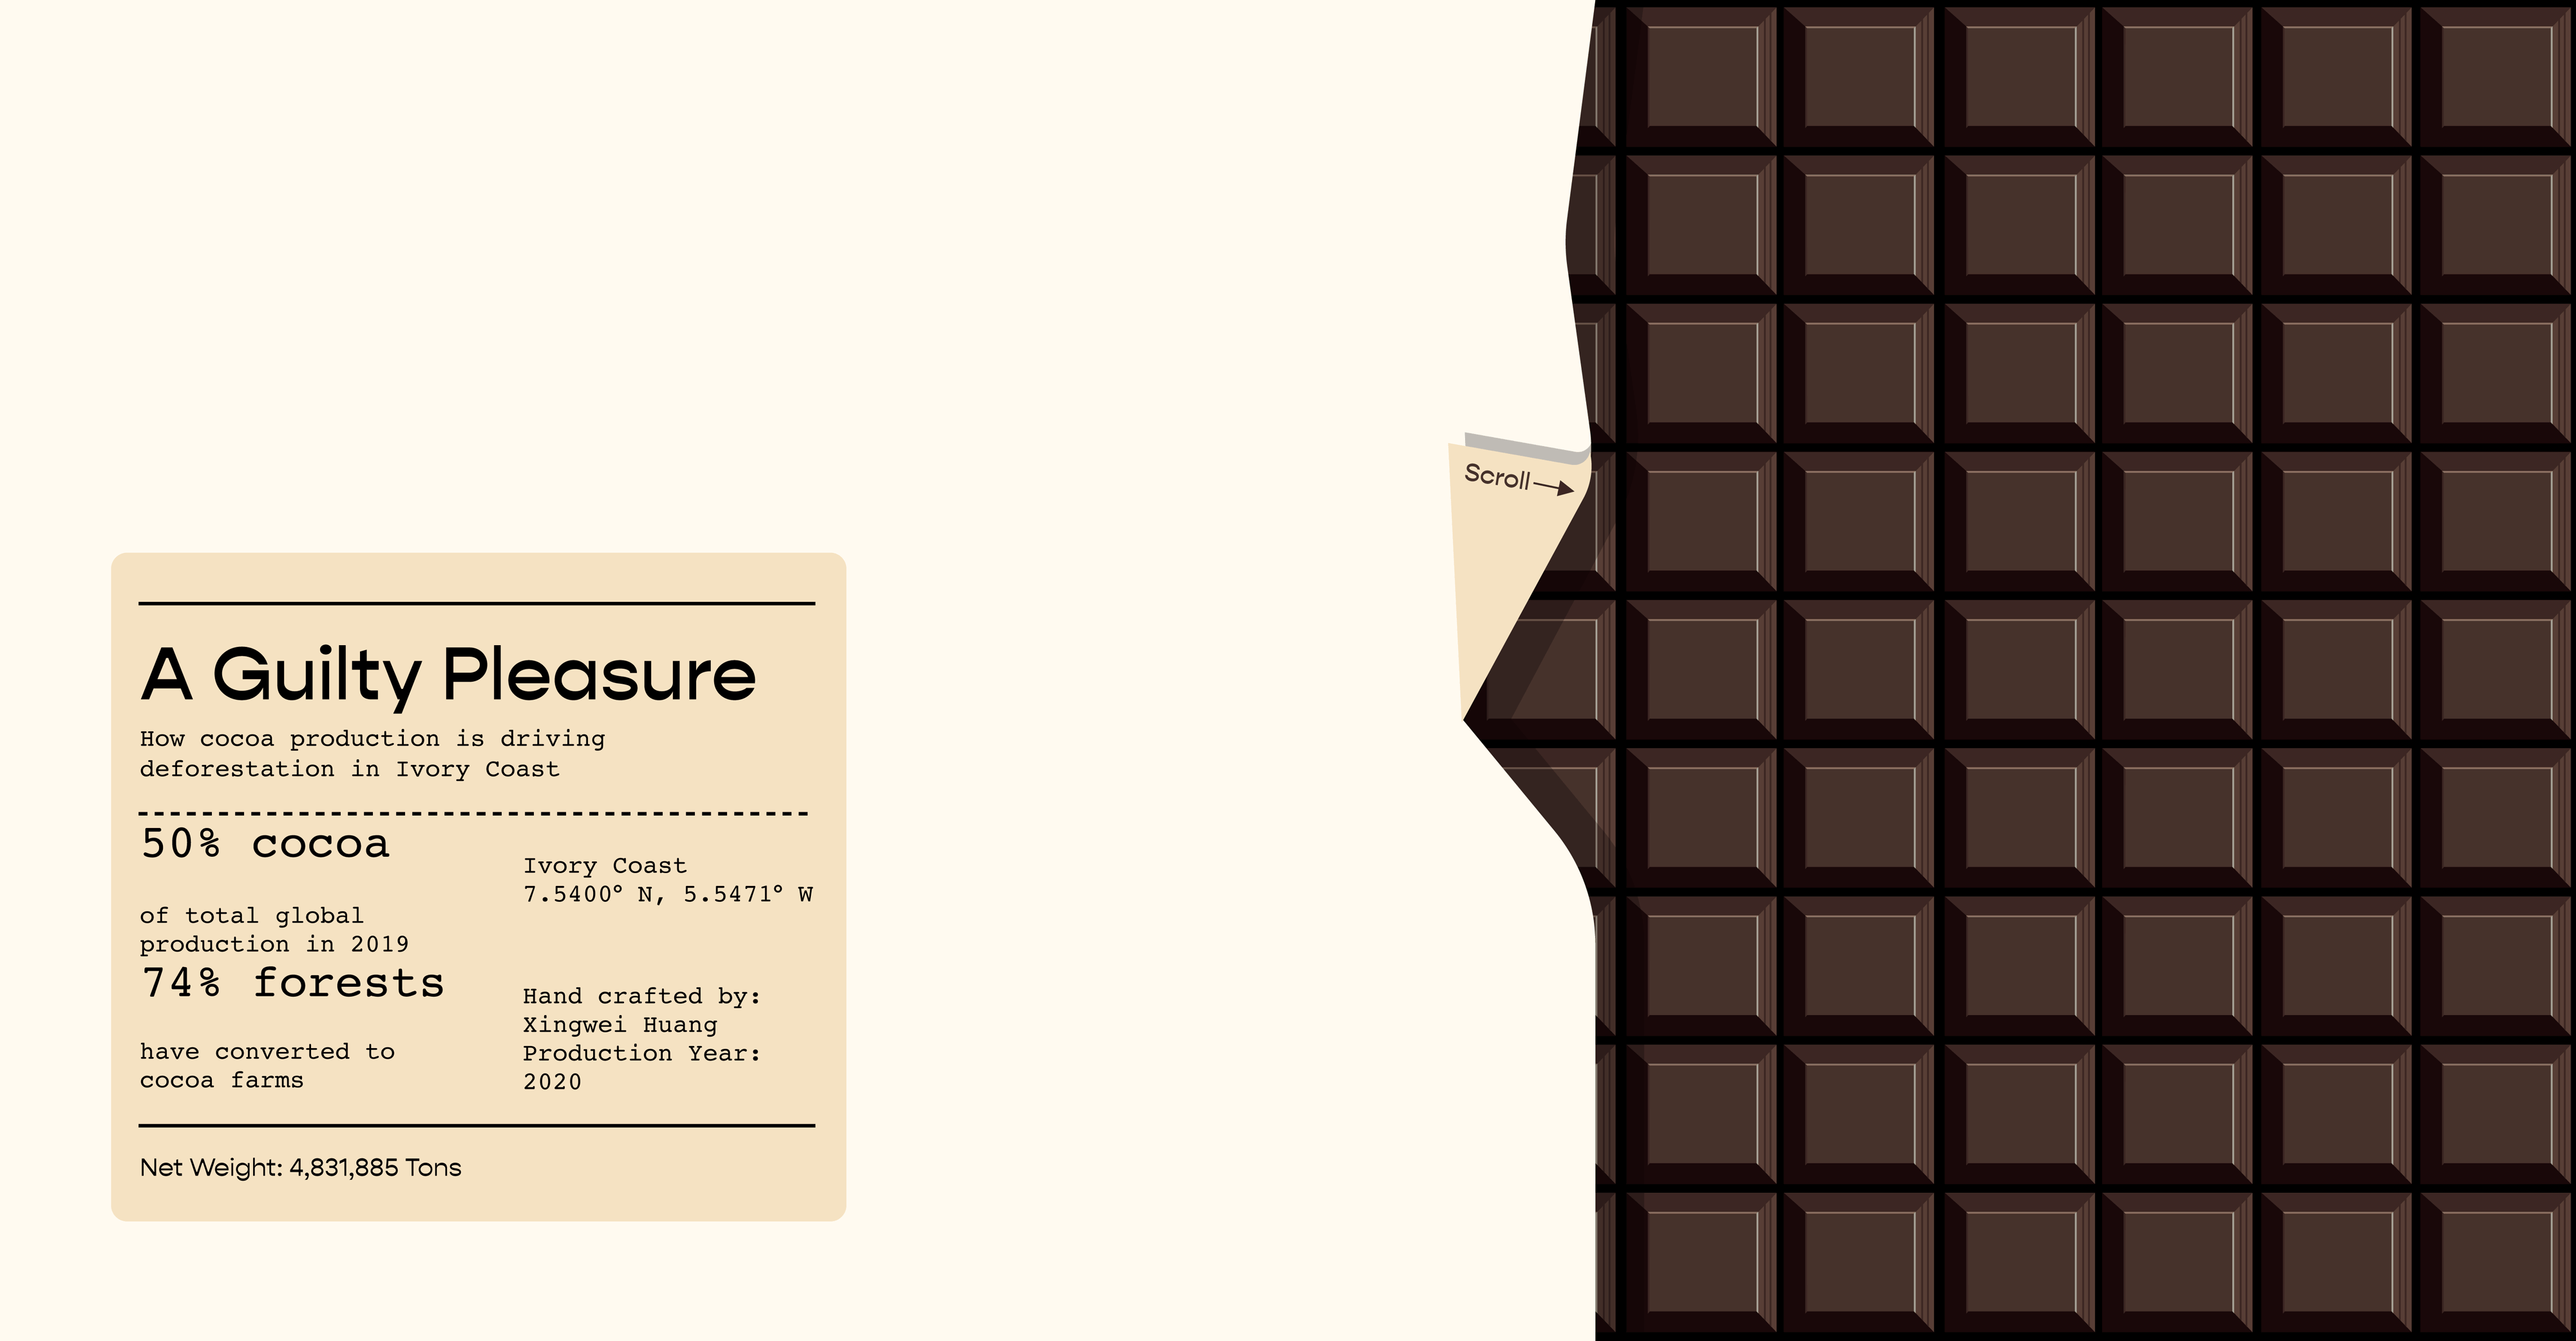 A Guilty Pleasure
How cocoa production is driving
deforestation in Ivory Coast
50% cocoa
of total global
production in 2019
74% forests
have converted to
cocoa farms
Ivory Coast
7.5400° N, 5.5471° W
Hand crafted by:
Xingwei Huang
Production Year:
2020
Net Weight: 4,831,885 Tons
Scroll